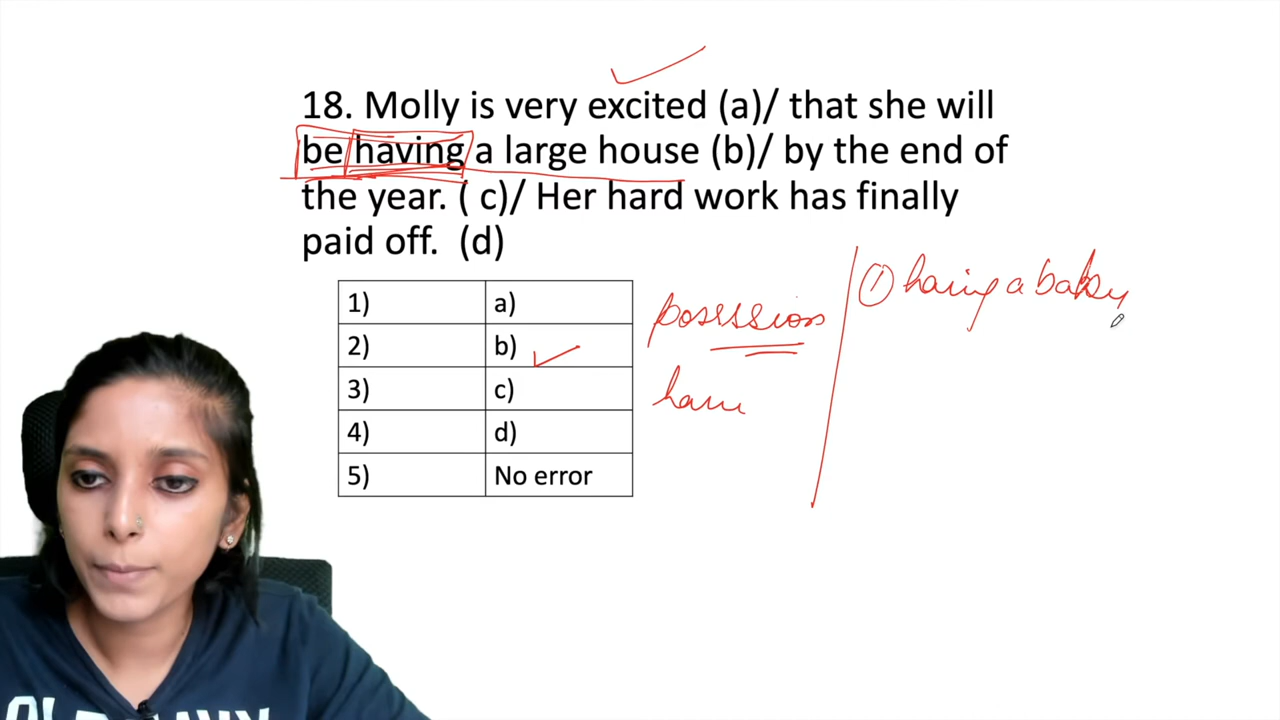 18. Molly is very excited (a)/ that she will
be having a large house (b)/ by the end of
the year. ( c)/ Her hard work has finally
paid off. (d)
1) a)
2) b)
3) c)
4) d)
5) No error
possession
have
① having a baby